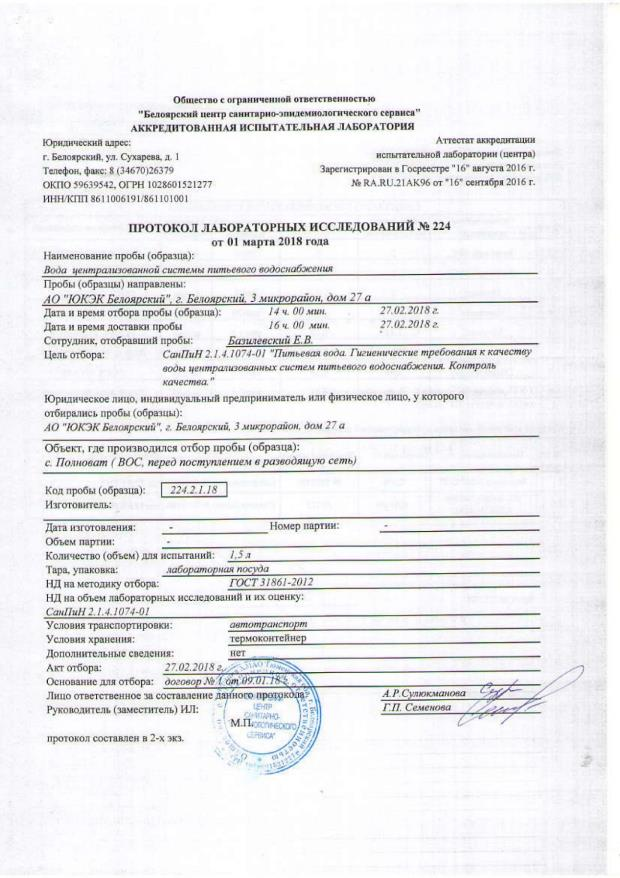 Общество с ограниченной ответственностью
"Белоярский центр санитарно-эпидемиологического сервиса"
АККРЕДИТОВАННАЯ ИСПЫТАТЕЛЬНАЯ ЛАБОРАТОРИЯ
Юридический адрес:
г. Белоярский, ул. Сухарева, д. 1
Телефон, факс: 8 (34670)26379
ОКПО 59639542, ОГРН 1028601521277
ИНН/КПП 8611006191/861101001
Аттестат аккредитации
испытательной лаборатории (центра)
Зарегистрирован в Госреестре "16" августа 2016 г.
№ RA.RU.21АК96 от "16" сентября 2016 г.
ПРОТОКОЛ ЛАБОРАТОРНЫХ ИССЛЕДОВАНИЙ № 224
от 01 марта 2018 года
Наименование пробы (образца):
Вода централизованной системы питьевого водоснабжения
Пробы (образцы) направлены:
АО "ЮКЭК Белоярский", г. Белоярский, 3 микрорайон, дом 27 а
Дата и время отбора пробы (образца): 14 ч. 00 мин. 27.02.2018 г.
Дата и время доставки пробы 16 ч. 00 мин. 27.02.2018 г.
Сотрудник, отобравший пробы: Базилевский Е.В.
Цель отбора: СанПиН 2.1.4.1074-01 "Питьевая вода. Гигиенические требования к качеству
воды централизованных систем питьевого водоснабжения. Контроль
качества."
Юридическое лицо, индивидуальный предприниматель или физическое лицо, у которого
отбирались пробы (образцы):
АО "ЮКЭК Белоярский", г. Белоярский, 3 микрорайон, дом 27 а
Объект, где производился отбор пробы (образца):
с. Полноват ( ВОС, перед поступлением в разводящую сеть)
Код пробы (образца): 224.2.1.18
Изготовитель:
Дата изготовления: - Номер партии: -
Объем партии: -
Количество (объем) для испытаний: 1,5 л
Тара, упаковка: лабораторная посуда
НД на методику отбора: ГОСТ 31861-2012
НД на объем лабораторных исследований и их оценку:
СанПиН 2.1.4.1074-01
Условия транспортировки: автотранспорт
Условия хранения: термоконтейнер
Дополнительные сведения: нет
Акт отбора: 27.02.2018 г.
Основание для отбора: договор № 1 от 09.01.18
Лицо ответственное за составление данного протокола: А.Р.Сулюкманова
Руководитель (заместитель) ИЛ: Г.П. Семенова
ЦЕНТР
САНИТАРНО-
М.П.
СЕРВИСА"
протокол составлен в 2-х экз.